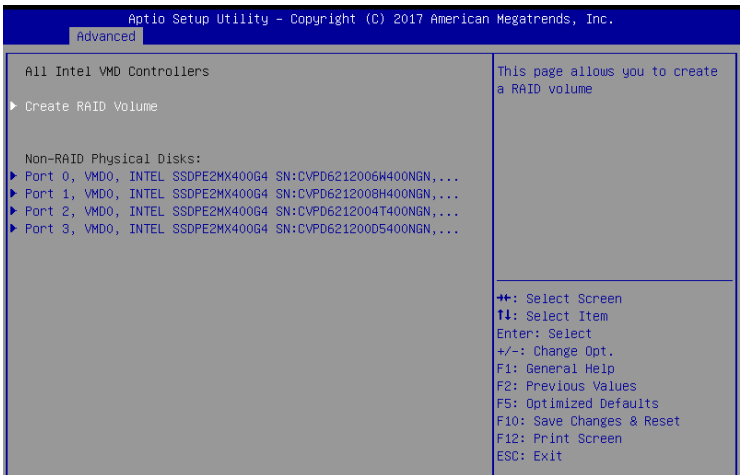 Aptio Setup Utility – Copyright (C) 2017 American Megatrends, Inc.
Advanced
All Intel VMD Controllers
Create RAID Volume
Non-RAID Physical Disks:
Port 0, VMD0, INTEL SSDPE2MX400G4 SN:CVPD6212006W400NGN,...
Port 1, VMD0, INTEL SSDPE2MX400G4 SN:CVPD6212008H400NGN,...
Port 2, VMD0, INTEL SSDPE2MX400G4 SN:CVPD6212004T400NGN,...
Port 3, VMD0, INTEL SSDPE2MX400G4 SN:CVPD621200D5400NGN,...
This page allows you to create
a RAID volume
→←: Select Screen
↑↓: Select Item
Enter: Select
+/-: Change Opt.
F1: General Help
F2: Previous Values
F5: Optimized Defaults
F10: Save Changes & Reset
F12: Print Screen
ESC: Exit